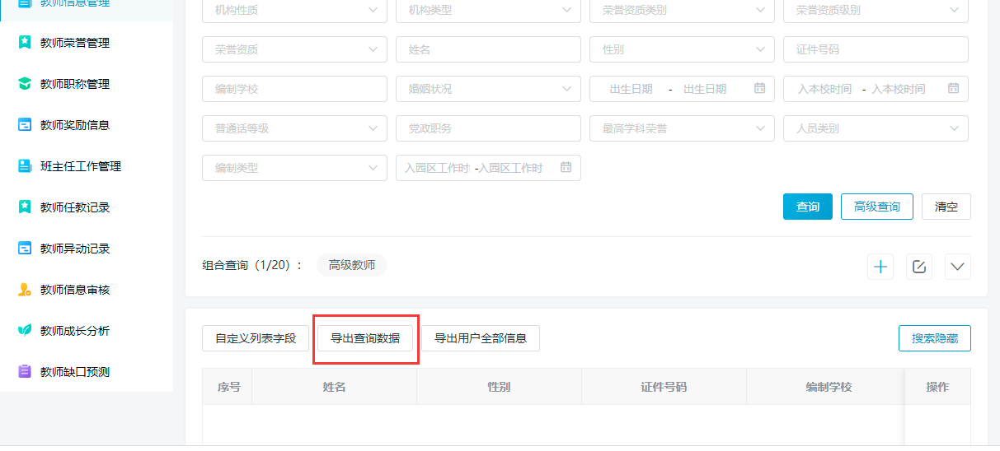 教师信息管理
教师荣誉管理
教师职称管理
教师奖励信息
班主任工作管理
教师任教记录
教师异动记录
教师信息审核
教师成长分析
教师缺口预测
机构性质 机构类型 荣誉资质类别 荣誉资质级别
荣誉资质 姓名 性别 证件号码
编制学校 婚姻状况 出生日期 - 出生日期 入本校时间 - 入本校时间
普通话等级 党政职务 最高学科荣誉 人员类别
编制类型 入园区工作时 -入园区工作时
查询 高级查询 清空
组合查询（1/20）： 高级教师
自定义列表字段 导出查询数据 导出用户全部信息 搜索隐藏
序号 姓名 性别 证件号码 编制学校 操作